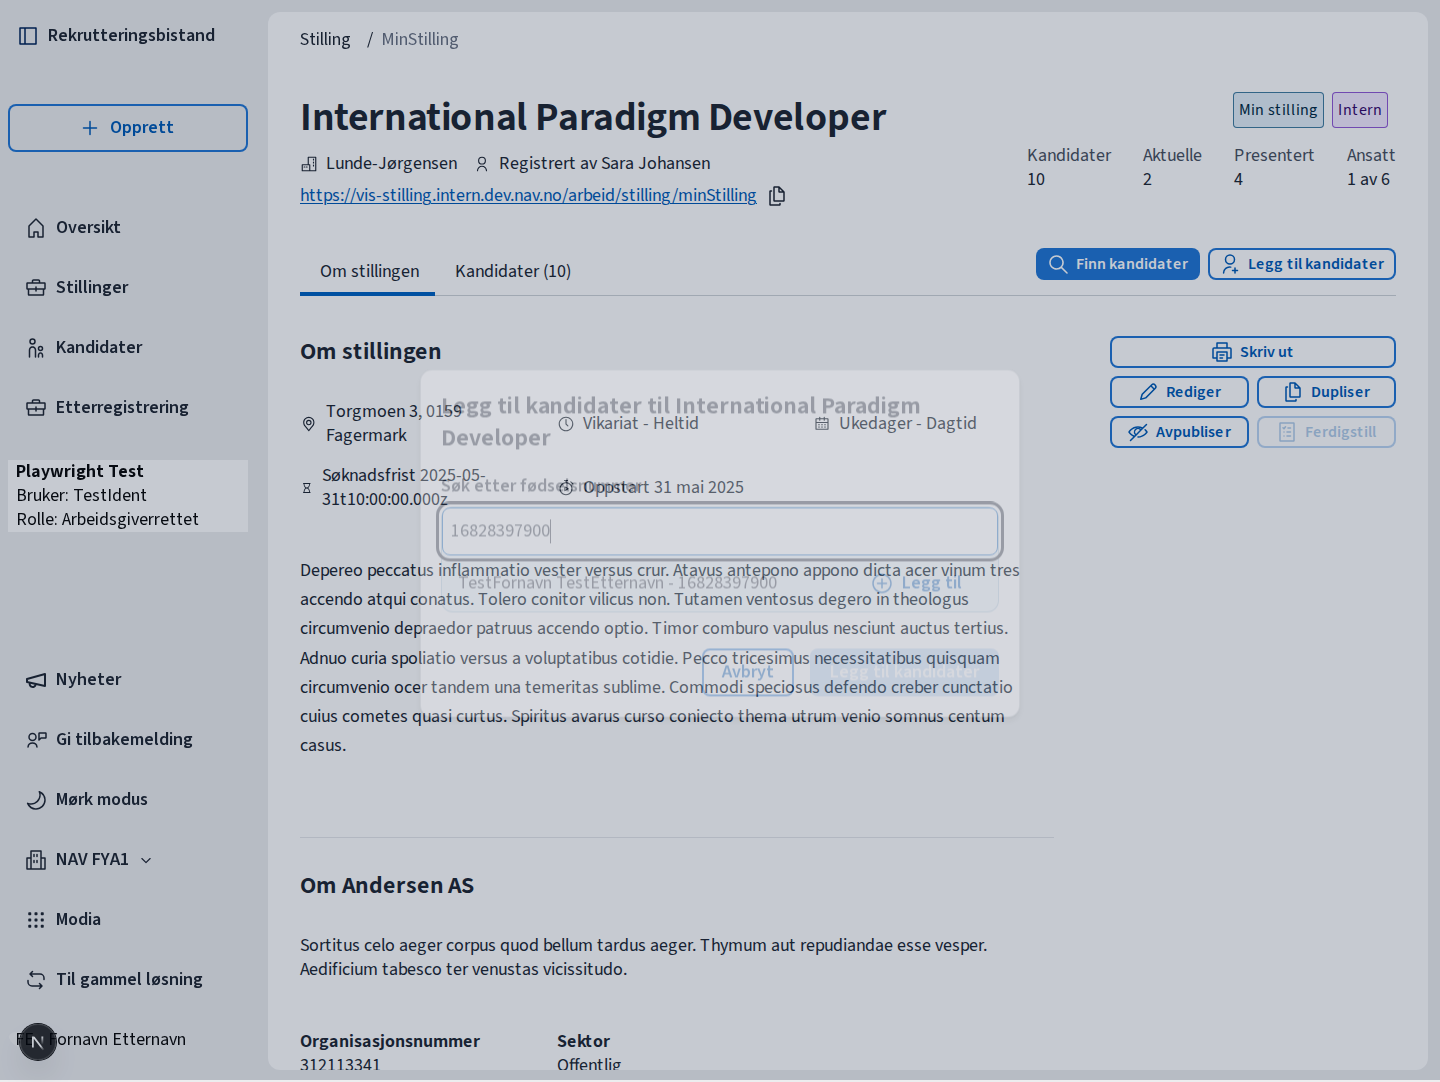 Rekrutteringsbistand
Opprett
Oversikt
Stillinger
Kandidater
Etterregistrering
Playwright Test
Bruker: TestIdent
Rolle: Arbeidsgiverrettet
Nyheter
Gi tilbakemelding
Mørk modus
NAV FYA1
Modia
Til gammel løsning
Fornavn Etternavn
Stilling / MinStilling
International Paradigm Developer
Min stilling Intern
Lunde-Jørgensen Registrert av Sara Johansen
https://vis-stilling.intern.dev.nav.no/arbeid/stilling/minStilling
Kandidater Aktuelle Presentert Ansatt
10 2 4 1 av 6
Om stillingen Kandidater (10)
Finn kandidater Legg til kandidater
Om stillingen
Skriv ut
Rediger Dupliser
Avpubliser Ferdigstill
Torgmoen 3, 0159
Fagermark
Vikariat - Heltid
Ukedager - Dagtid
Søknadsfrist 2025-05-
31t10:00:00.000z
Oppstart 31 mai 2025
Depereo peccatus inflammatio vester versus crur. Atavus antepono appono dicta acer vinum tres
accendo atqui conatus. Tolero conitor vilicus non. Tutamen ventosus degero in theologus
circumvenio depraedor patruus accendo optio. Timor comburo vapulus nesciunt auctus tertius.
Adnuo curia spoliatio versus a voluptatibus cotidie. Pecco tricesimus necessitatibus quisquam
circumvenio ocer tandem una temeritas sublime. Commodi speciosus defendo creber cunctatio
cuius cometes quasi curtus. Spiritus avarus curso coniecto thema utrum venio somnus centum
casus.
Legg til kandidater til International Paradigm
Developer
Søk etter fødselsnummer
16828397900
TestFornavn TestEtternavn - 16828397900
Legg til
Avbryt Legg til kandidater
Om Andersen AS
Sortitus celo aeger corpus quod bellum tardus aeger. Thymum aut repudiandae esse vesper.
Aedificium tabesco ter venustas vicissitudo.
Organisasjonsnummer Sektor
312113341 Offentlig